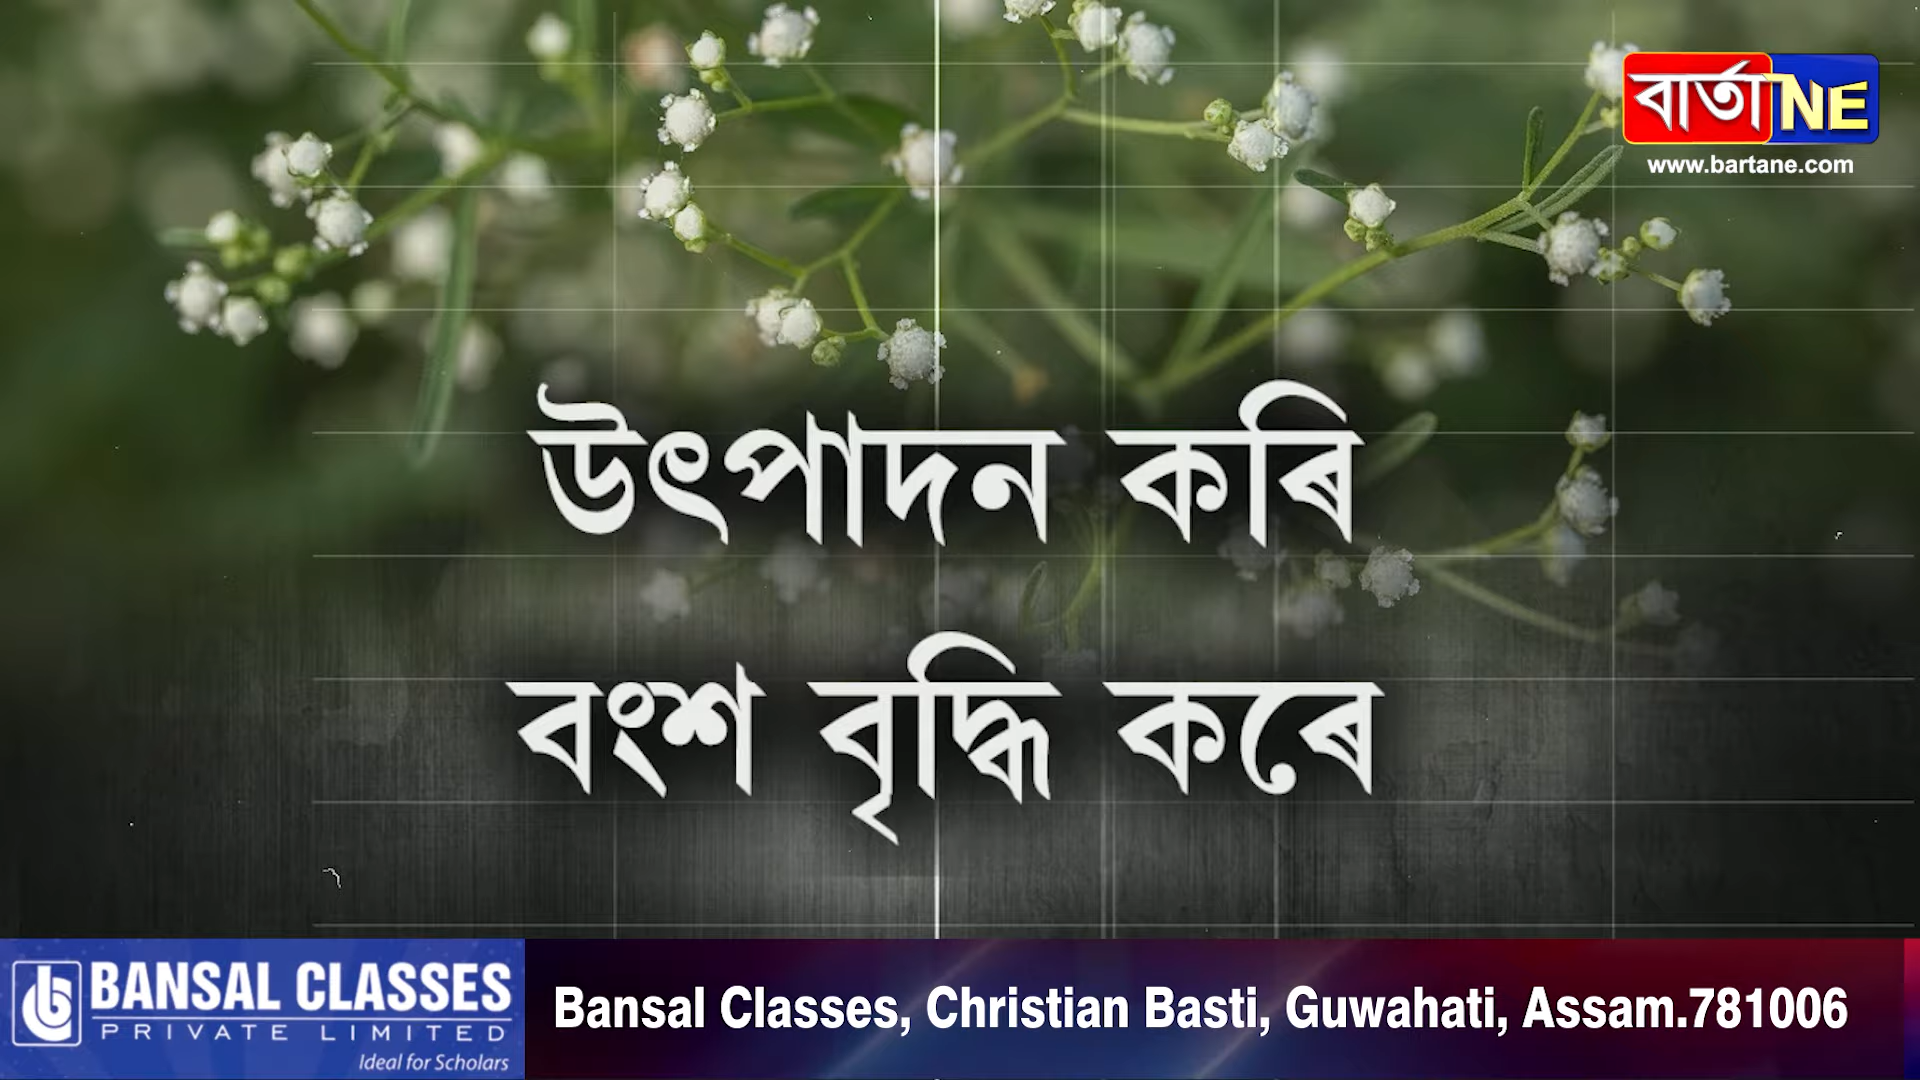 বাৰ্তা NE
www.bartane.com
উৎপাদন কৰি
বংশ বৃদ্ধি কৰে
BANSAL CLASSES
PRIVATE LIMITED
Ideal for Scholars
Bansal Classes, Christian Basti, Guwahati, Assam.781006